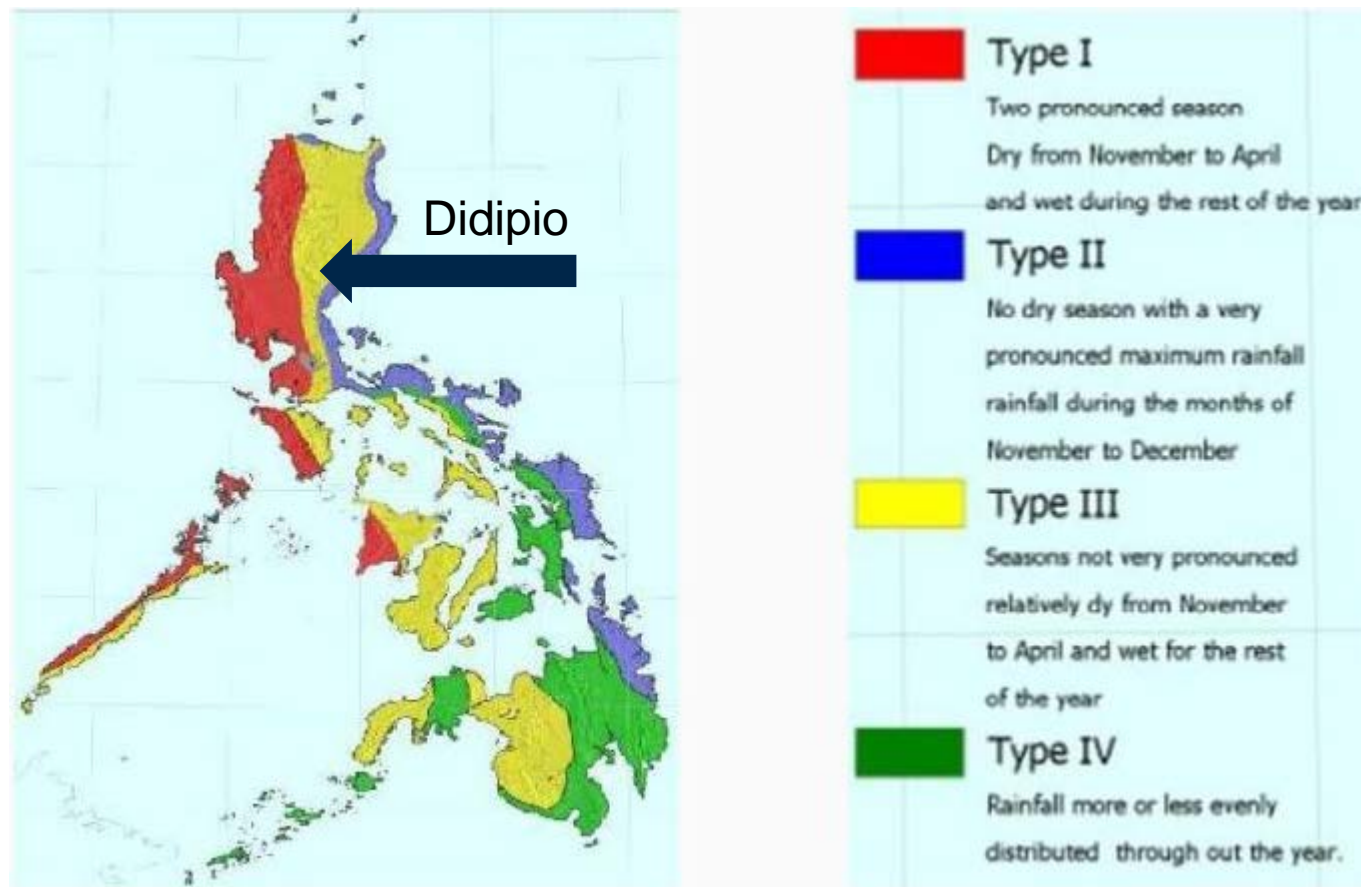 Didipio
Type I
Two pronounced season
Dry from November to April
and wet during the rest of the year
Type II
No dry season with a very
pronounced maximum rainfall
rainfall during the months of
November to December
Type III
Seasons not very pronounced
relatively dy from November
to April and wet for the rest
of the year
Type IV
Rainfall more or less evenly
distributed through out the year.